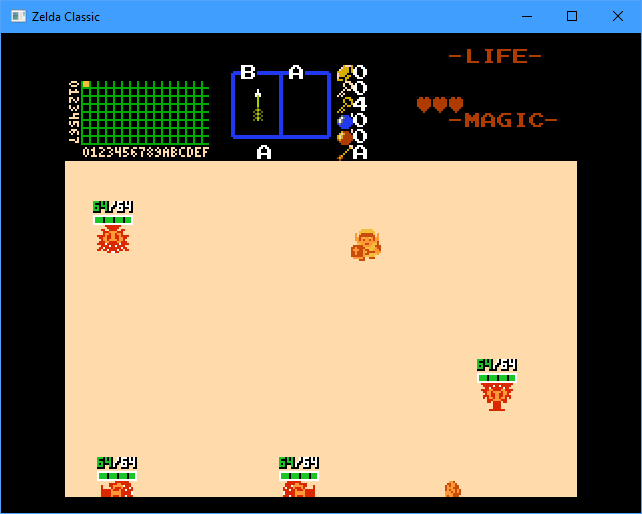 Zelda Classic
-LIFE-
B A
0
0
4
0
0
A
-MAGIC-
01234567
0123456789ABCDEF
A
64/64
64/64
64/64
64/64